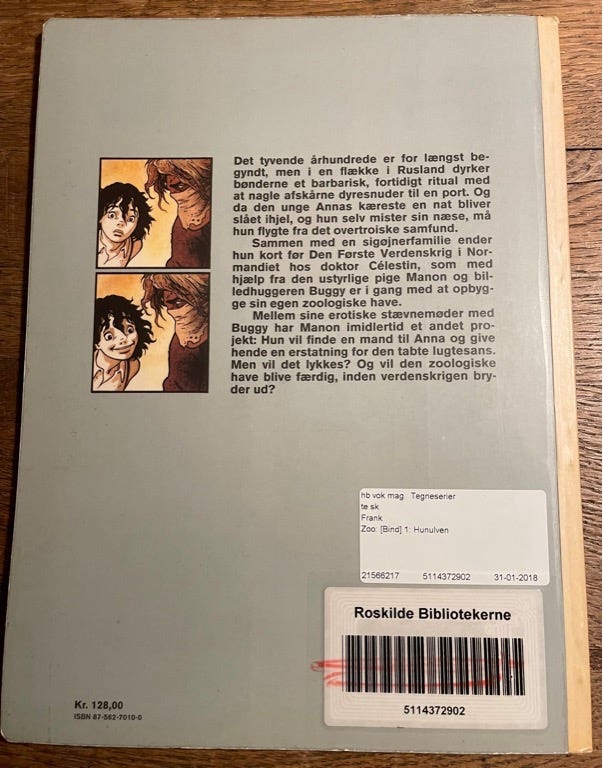 Det tyvende århundrede er for længst be-
gyndt, men i en flække i Rusland dyrker
bønderne et barbarisk, fortidigt ritual med
at nagle afskårne dyresnuder til en port. Og
da den unge Annas kæreste en nat bliver
slået ihjel, og hun selv mister sin næse, må
hun flygte fra det overtroiske samfund.
Sammen med en sigøjnerfamilie ender
hun kort før Den Første Verdenskrig i Nor-
mandiet hos doktor Célestin, som med
hjælp fra den ustyrlige pige Manon og bil-
ledhuggeren Buggy er i gang med at opbyg-
ge sin egen zoologiske have.
Mellem sine erotiske stævnemøder med
Buggy har Manon imidlertid et andet pro-
jekt: Hun vil finde en mand til Anna og give
hende en erstatning for den tabte lugtesans.
Men vil det lykkes? Og vil den zoologiske
have blive færdig, inden verdenskrigen bry-
der ud?
hb vok mag Tegneserier
te sk
Frank
Zoo: [Bind] 1: Hunulven
21566217 5114372902 31-01-2018
Roskilde Bibliotekerne
5114372902
Kr. 128,00
ISBN 87-562-7010-0